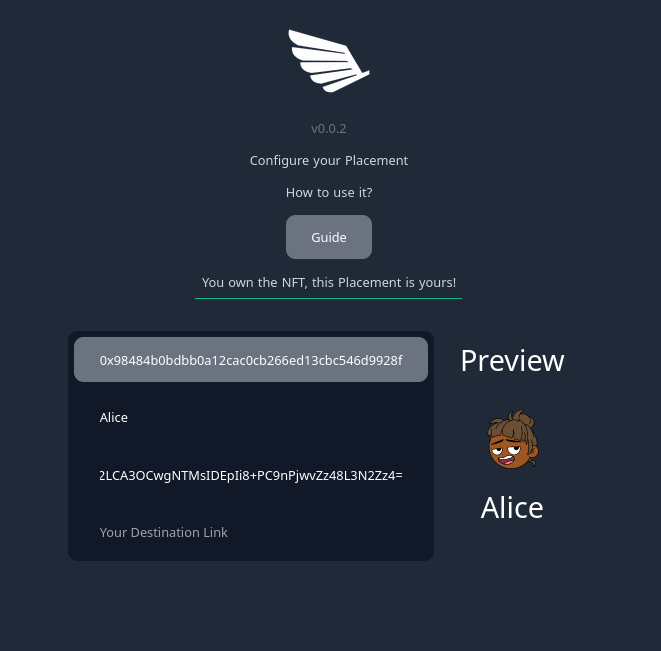 v0.0.2
Configure your Placement
How to use it?
Guide
You own the NFT, this Placement is yours!
0x98484b0bdbb0a12cac0cb266ed13cbc546d9928f
Alice
2LCA3OCwgNTMsIDEpIi8+PC9nPjwvZz48L3N2Zz4=
Your Destination Link
Preview
Alice